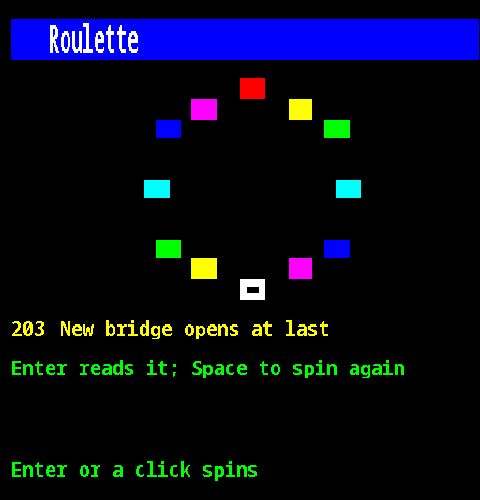 Roulette
203 New bridge opens at last
Enter reads it; Space to spin again
Enter or a click spins